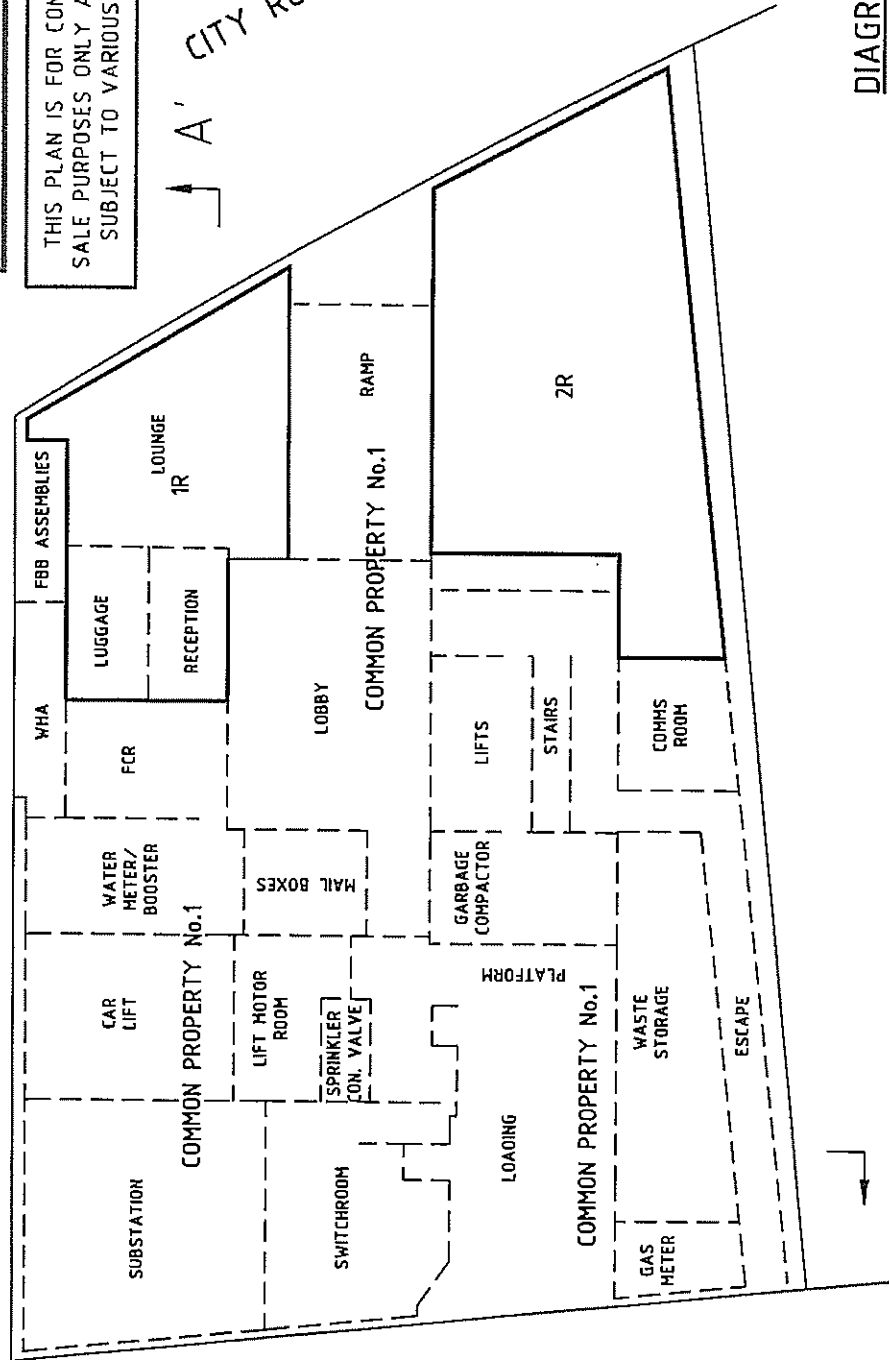 THIS PLAN IS FOR
SALE PURPOSES ONLY
SUBJECT TO VARIOUS
CITY
A'
FBB ASSEMBLIES
WHA
LOUNGE
1R
LUGGAGE
RECEPTION
FCR
WATER
METER/
BOOSTER
CAR
LIFT
COMMON PROPERTY No.1
SUBSTATION
RAMP
COMMON PROPERTY No.1
LOBBY
MAIL BOXES
LIFT MOTOR
ROOM
SPRINKLER
CON. VALVE
SWITCHROOM
2R
LIFTS
STAIRS
GARBAGE
COMPACTOR
PLATFORM
LOADING
COMMON PROPERTY No.1
COMMS
ROOM
WASTE
STORAGE
ESCAPE
GAS
METER